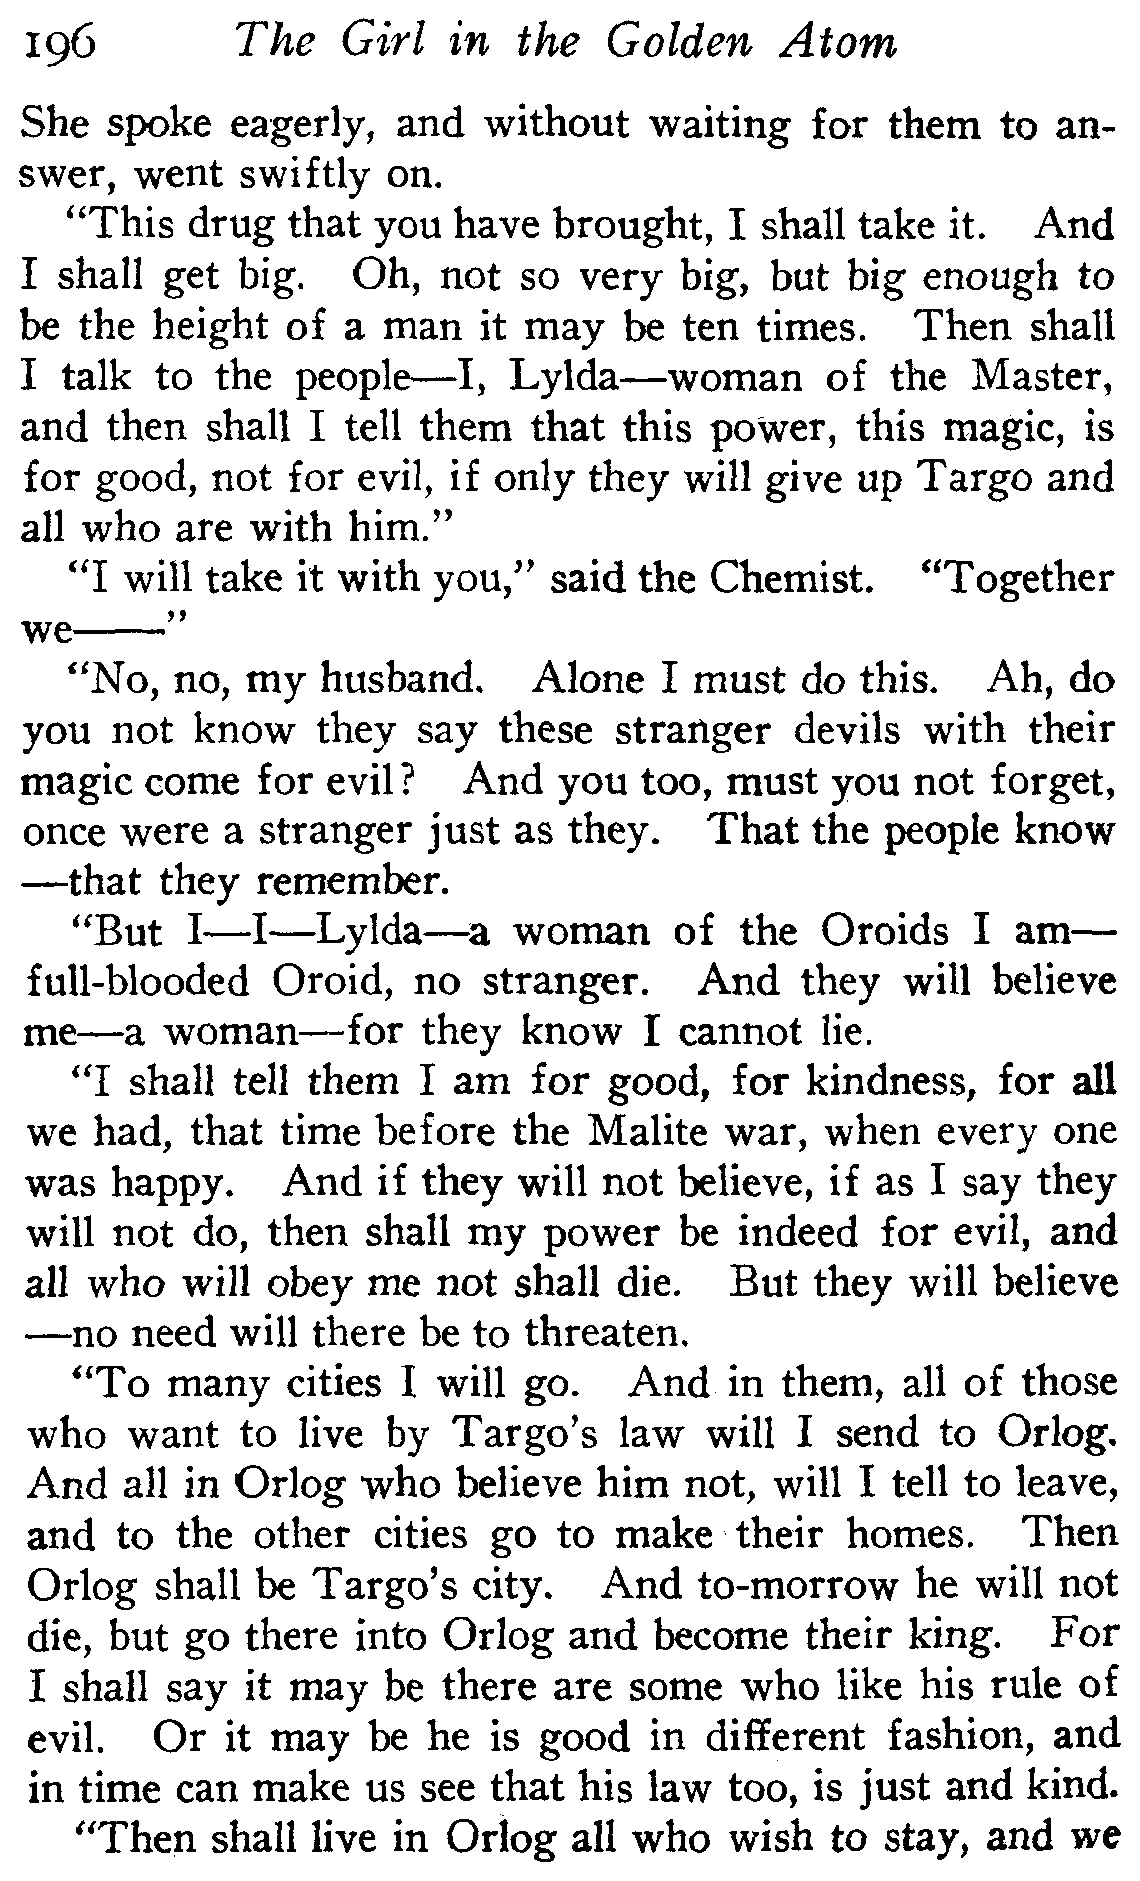 196 The Girl in the Golden Atom
She spoke eagerly, and without waiting for them to an-
swer, went swiftly on.
“This drug that you have brought, I shall take it. And
I shall get big. Oh, not so very big, but big enough to
be the height of a man it may be ten times. Then shall
I talk to the people—I, Lylda—woman of the Master,
and then shall I tell them that this power, this magic, is
for good, not for evil, if only they will give up Targo and
all who are with him.”
“I will take it with you,” said the Chemist. “Together
we——”
“No, no, my husband. Alone I must do this. Ah, do
you not know they say these stranger devils with their
magic come for evil? And you too, must you not forget,
once were a stranger just as they. That the people know
—that they remember.
“But I—I—Lylda—a woman of the Oroids I am—
full-blooded Oroid, no stranger. And they will believe
me—a woman—for they know I cannot lie.
“I shall tell them I am for good, for kindness, for all
we had, that time before the Malite war, when every one
was happy. And if they will not believe, if as I say they
will not do, then shall my power be indeed for evil, and
all who will obey me not shall die. But they will believe
—no need will there be to threaten.
“To many cities I will go. And in them, all of those
who want to live by Targo’s law will I send to Orlog.
And all in Orlog who believe him not, will I tell to leave,
and to the other cities go to make their homes. Then
Orlog shall be Targo’s city. And to-morrow he will not
die, but go there into Orlog and become their king. For
I shall say it may be there are some who like his rule of
evil. Or it may be he is good in different fashion, and
in time can make us see that his law too, is just and kind.
“Then shall live in Orlog all who wish to stay, and we